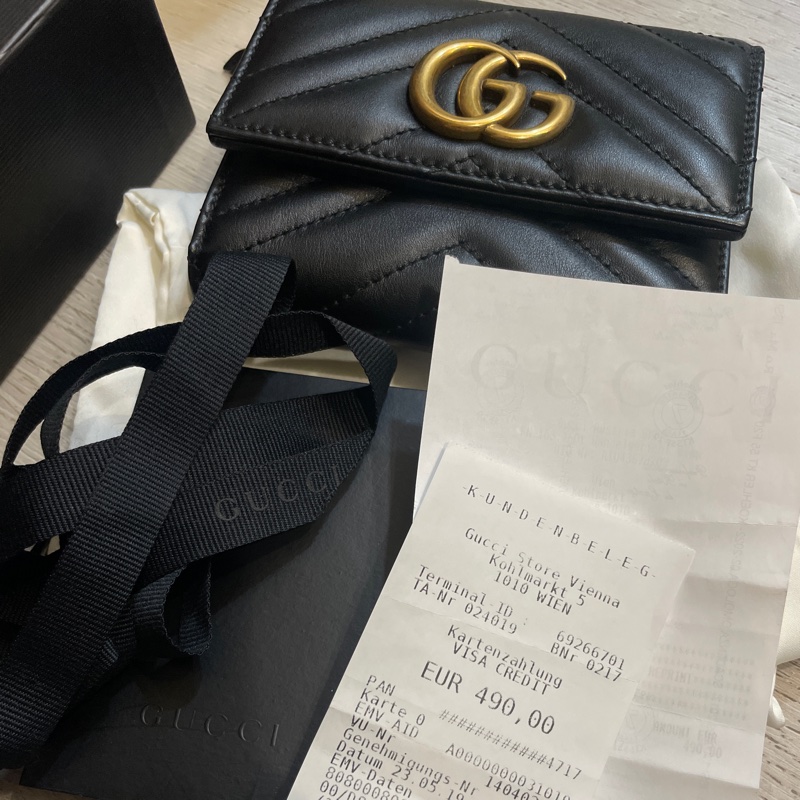 GG
GUCCI
GUCCI
GUCCI
-K-U-N-D-E-N-B-E-L-E-G-
Gucci Store Vienna
Kohlmarkt 5
1010 WIEN
Terminal-ID : 69266701
TA-Nr 024019 BNr 0217
Kartenzahlung
VISA CREDIT
EUR 490,00
PAN ############4717
Karte 0
EMV-AID A0000000031010
VU-Nr
Genehmigungs-Nr
Datum 23.05.19
EMV-Daten